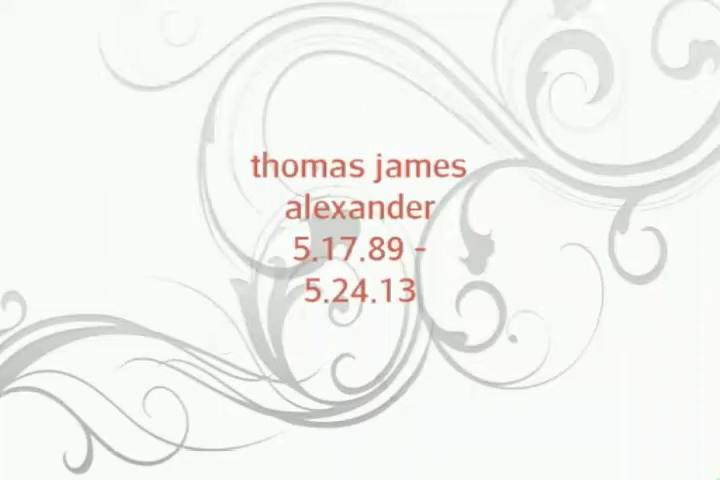 thomas james
alexander
5.17.89 -
5.24.13